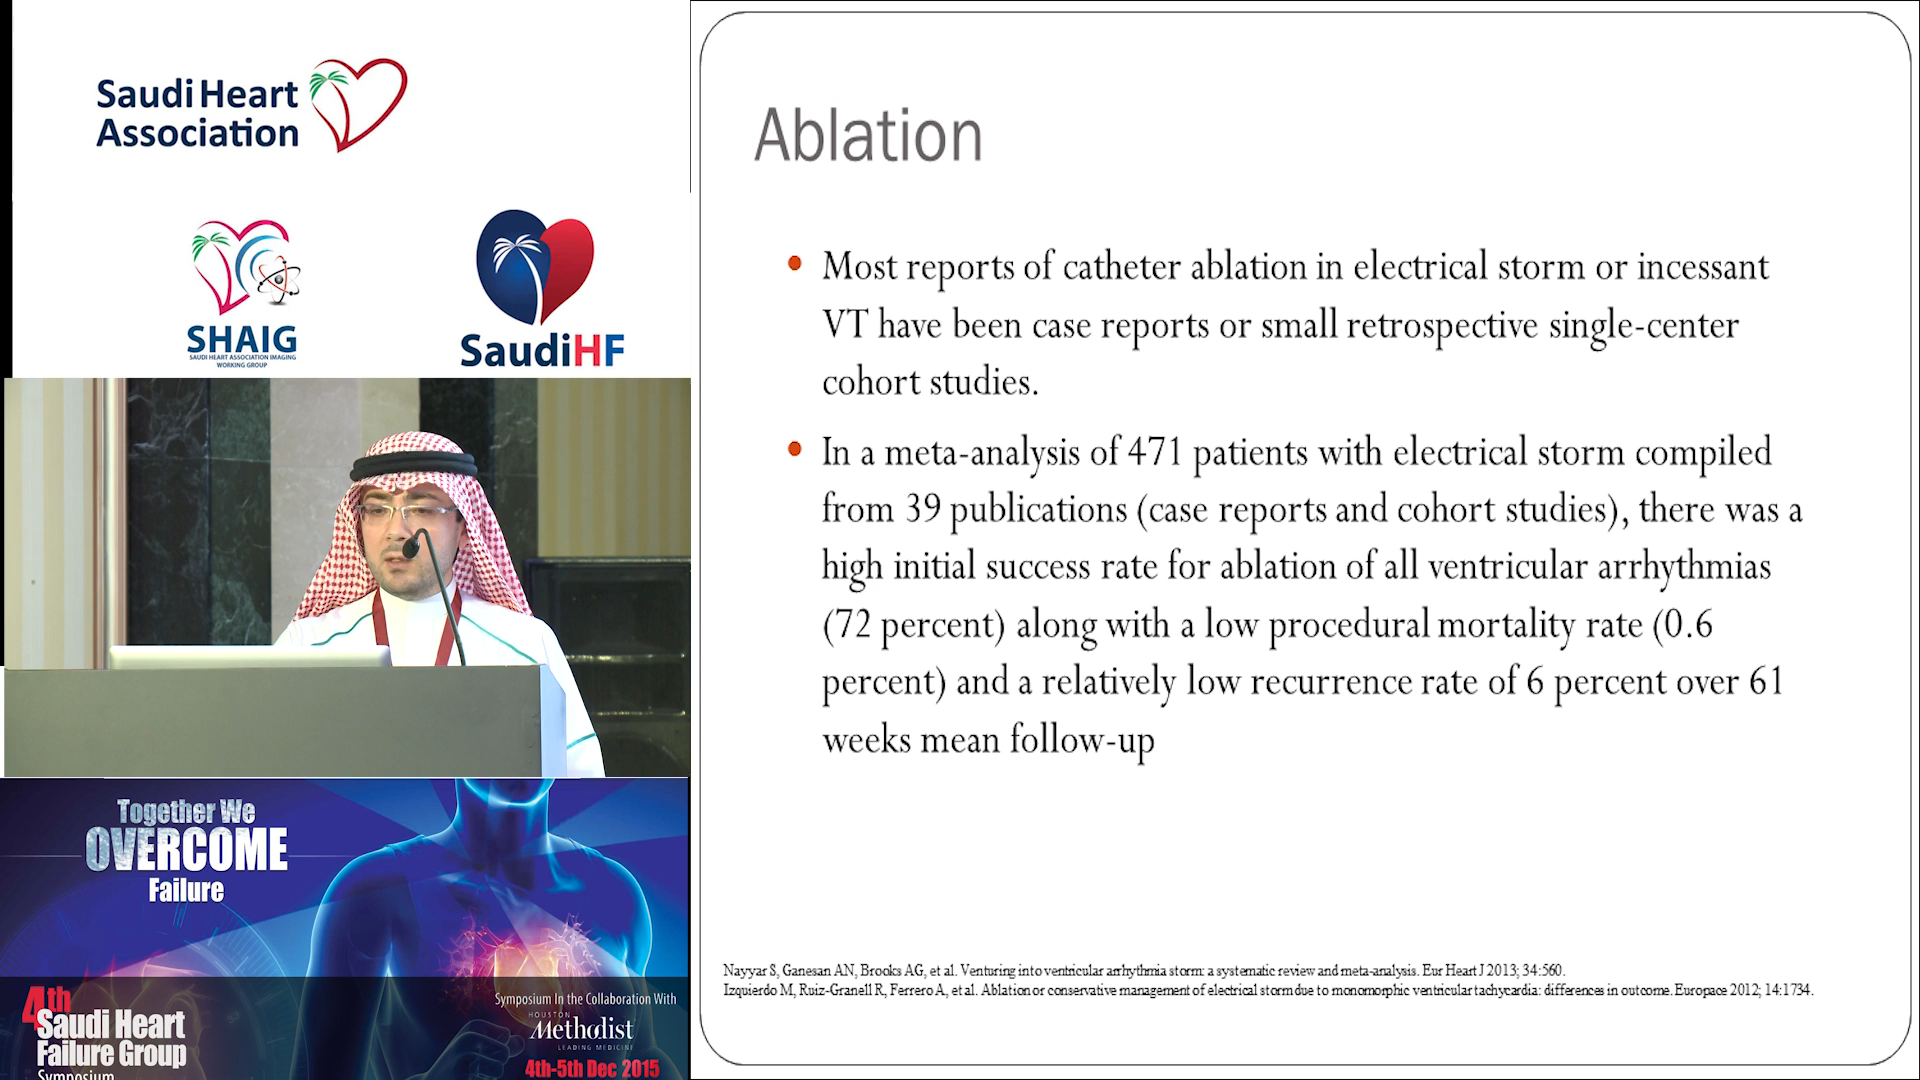 Saudi Heart
Association
SHAIG
SAUDI HEART ASSOCIATION IMAGING
WORKING GROUP
SaudiHF
Together We
OVERCOME
Failure
4th
Saudi Heart
Failure Group
Symposium
Symposium In the Collaboration With
HOUSTON
Methodist
LEADING MEDICINE
4th-5th Dec 2015
Ablation
• Most reports of catheter ablation in electrical storm or incessant
VT have been case reports or small retrospective single-center
cohort studies.
• In a meta-analysis of 471 patients with electrical storm compiled
from 39 publications (case reports and cohort studies), there was a
high initial success rate for ablation of all ventricular arrhythmias
(72 percent) along with a low procedural mortality rate (0.6
percent) and a relatively low recurrence rate of 6 percent over 61
weeks mean follow-up
Nayyar S, Ganesan AN, Brooks AG, et al. Venturing into ventricular arrhythmia storm: a systematic review and meta-analysis. Eur Heart J 2013; 34:560.
Izquierdo M, Ruiz-Granell R, Ferrero A, et al. Ablation or conservative management of electrical storm due to monomorphic ventricular tachycardia: differences in outcome. Europace 2012; 14:1734.